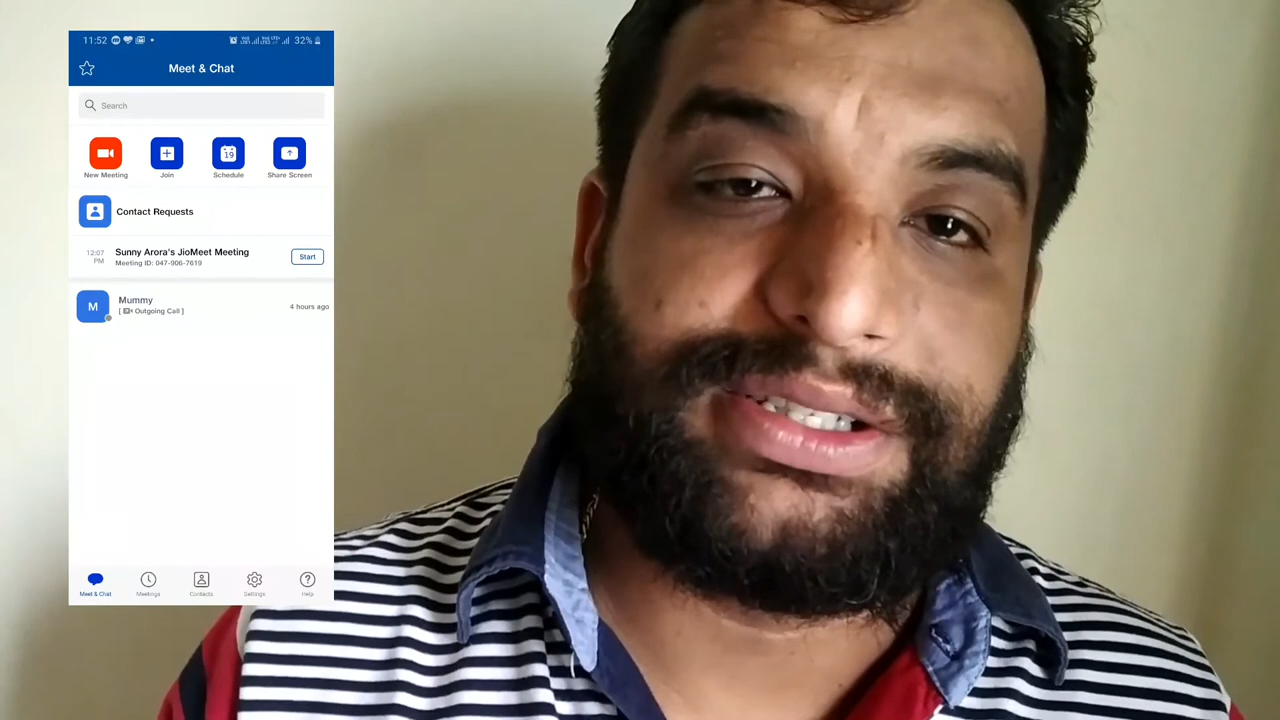 11:52
32%
Meet & Chat
Search
19
New Meeting
Join
Schedule
Share Screen
Contact Requests
12:07
PM
Sunny Arora's JioMeet Meeting
Meeting ID: 047-906-7619
Start
M
Mummy
[ Outgoing Call ]
4 hours ago
Meet & Chat
Meetings
Contacts
Settings
Help